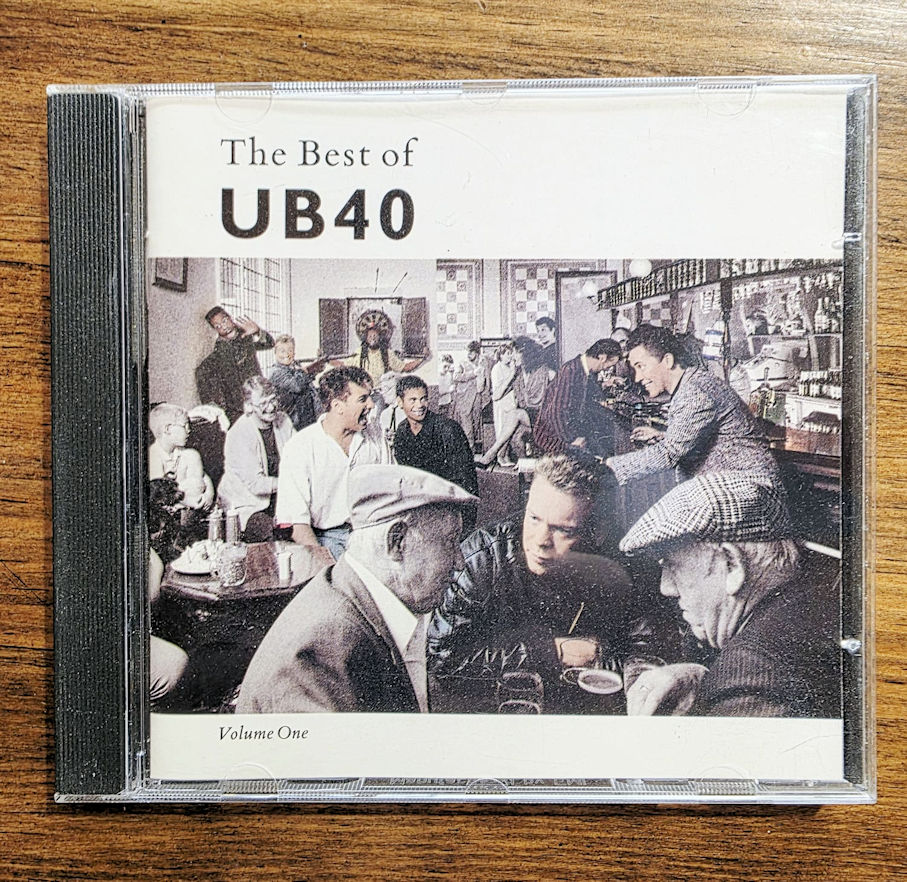 The Best of
UB40
Volume One